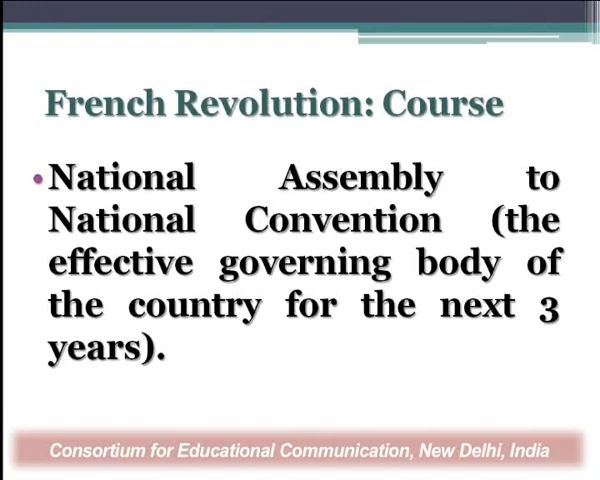 French Revolution: Course
•National Assembly to
National Convention (the
effective governing body of
the country for the next 3
years).
Consortium for Educational Communication, New Delhi, India